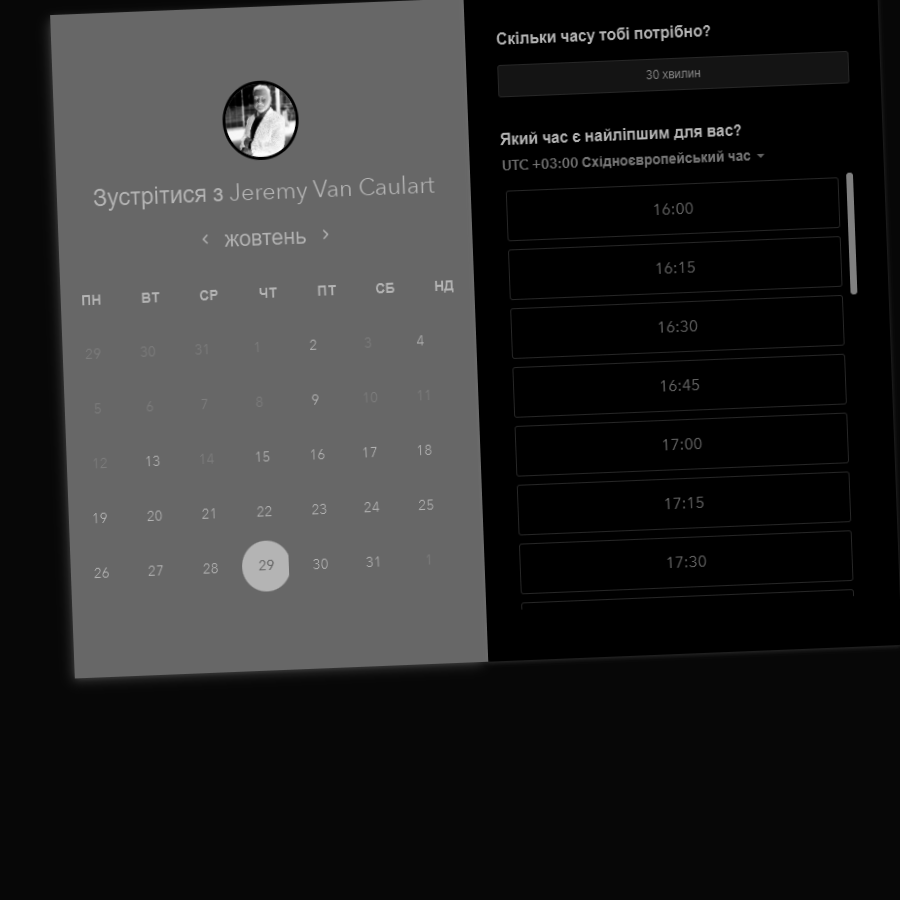 Зустрітися з Jeremy Van Caulart
‹ жовтень ›
ПН ВТ СР ЧТ ПТ СБ НД
29 30 31 1 2 3 4
5 6 7 8 9 10 11
12 13 14 15 16 17 18
19 20 21 22 23 24 25
26 27 28 29 30 31 1
Скільки часу тобі потрібно?
30 хвилин
Який час є найліпшим для вас?
UTC +03:00 Східноєвропейський час
16:00
16:15
16:30
16:45
17:00
17:15
17:30